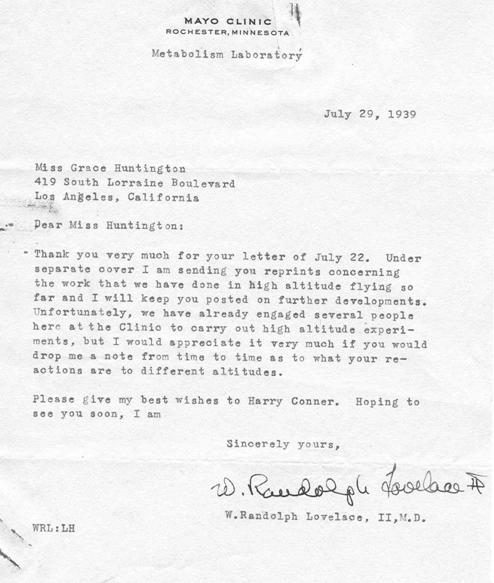 MAYO CLINIC
ROCHESTER, MINNESOTA
Metabolism Laboratory
July 29, 1939
Miss Grace Huntington
419 South Lorraine Boulevard
Los Angeles, California
Dear Miss Huntington:
Thank you very much for your letter of July 22. Under
separate cover I am sending you reprints concerning
the work that we have done in high altitude flying so
far and I will keep you posted on further developments.
Unfortunately, we have already engaged several people
here at the Clinic to carry out high altitude experi-
ments, but I would appreciate it very much if you would
drop me a note from time to time as to what your re-
actions are to different altitudes.
Please give my best wishes to Harry Conner. Hoping to
see you soon, I am
Sincerely yours,
W. Randolph Lovelace II
W.Randolph Lovelace, II,M.D.
WRL:LH